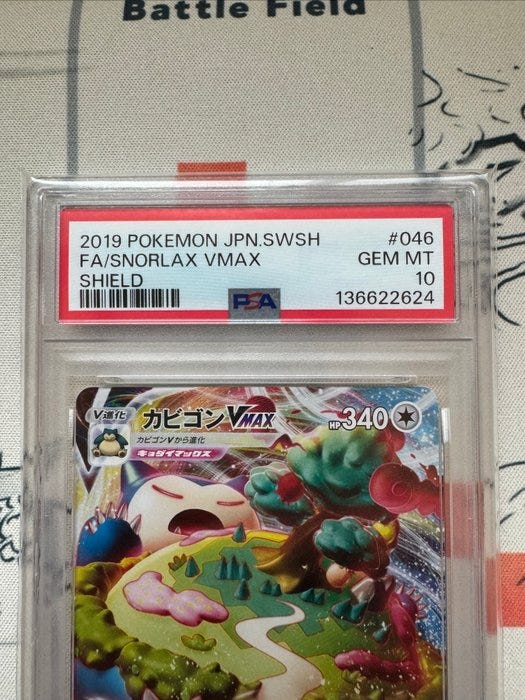 Battle Field
2019 POKEMON JPN.SWSH #046
FA/SNORLAX VMAX GEM MT
SHIELD 10
PSA 136622624
V進化 カビゴンVMAX HP340
カビゴンVから進化
キョダイマックス